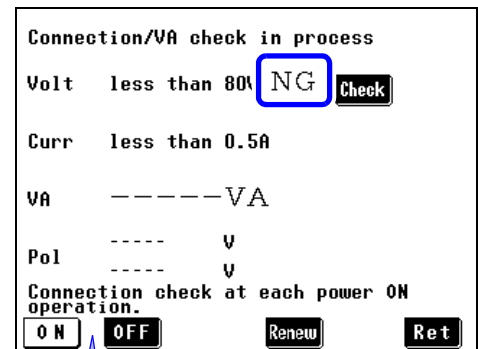 Connection/VA check in process
Volt less than 80V NG Check
Curr less than 0.5A
VA -----VA
Pol ----- V
----- V
Connection check at each power ON
operation.
ON OFF Renew Ret